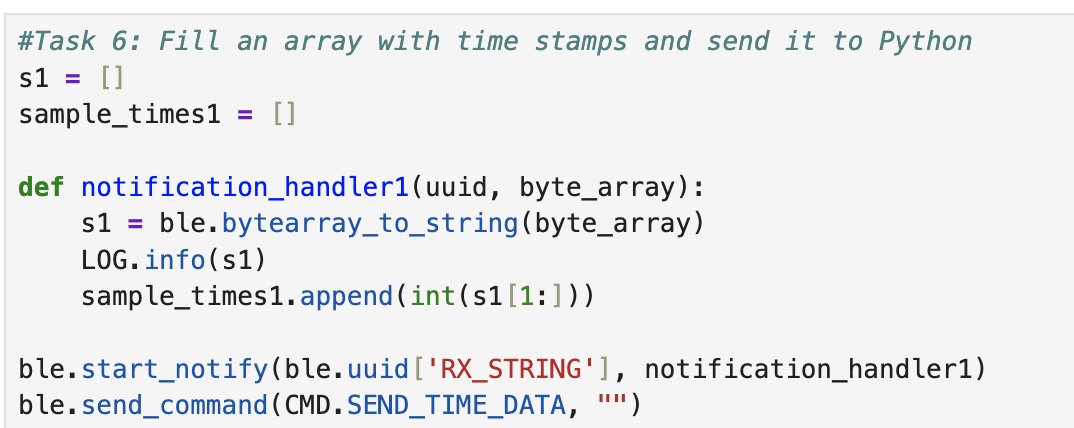 #Task 6: Fill an array with time stamps and send it to Python
s1 = []
sample_times1 = []
def notification_handler1(uuid, byte_array):
    s1 = ble.bytearray_to_string(byte_array)
    LOG.info(s1)
    sample_times1.append(int(s1[1:]))
ble.start_notify(ble.uuid['RX_STRING'], notification_handler1)
ble.send_command(CMD.SEND_TIME_DATA, "")